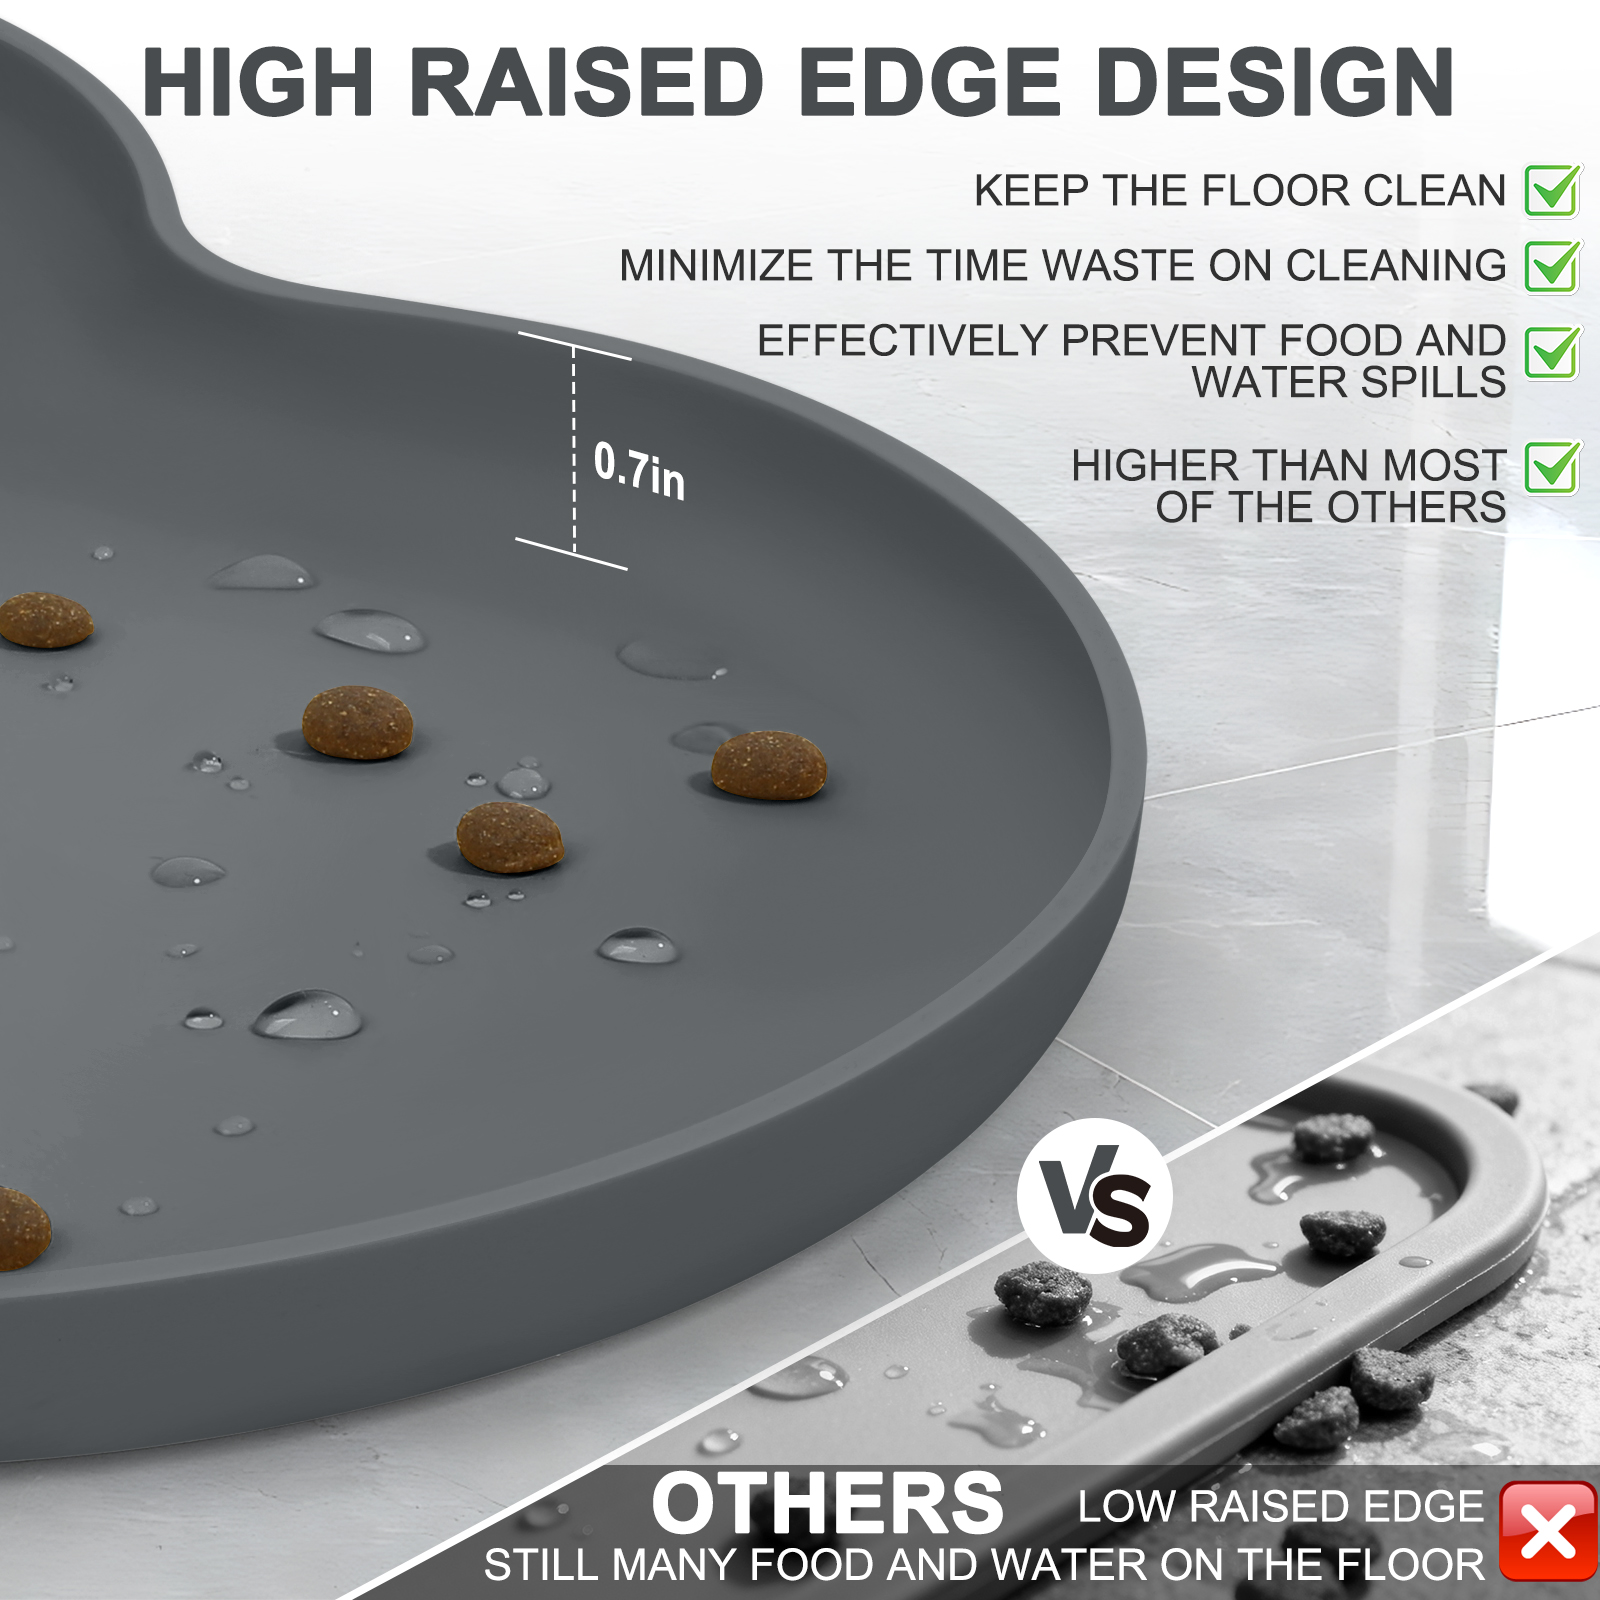 HIGH RAISED EDGE DESIGN
KEEP THE FLOOR CLEAN
MINIMIZE THE TIME WASTE ON CLEANING
EFFECTIVELY PREVENT FOOD AND
WATER SPILLS
HIGHER THAN MOST
OF THE OTHERS
0.7in
VS
OTHERS
LOW RAISED EDGE
STILL MANY FOOD AND WATER ON THE FLOOR